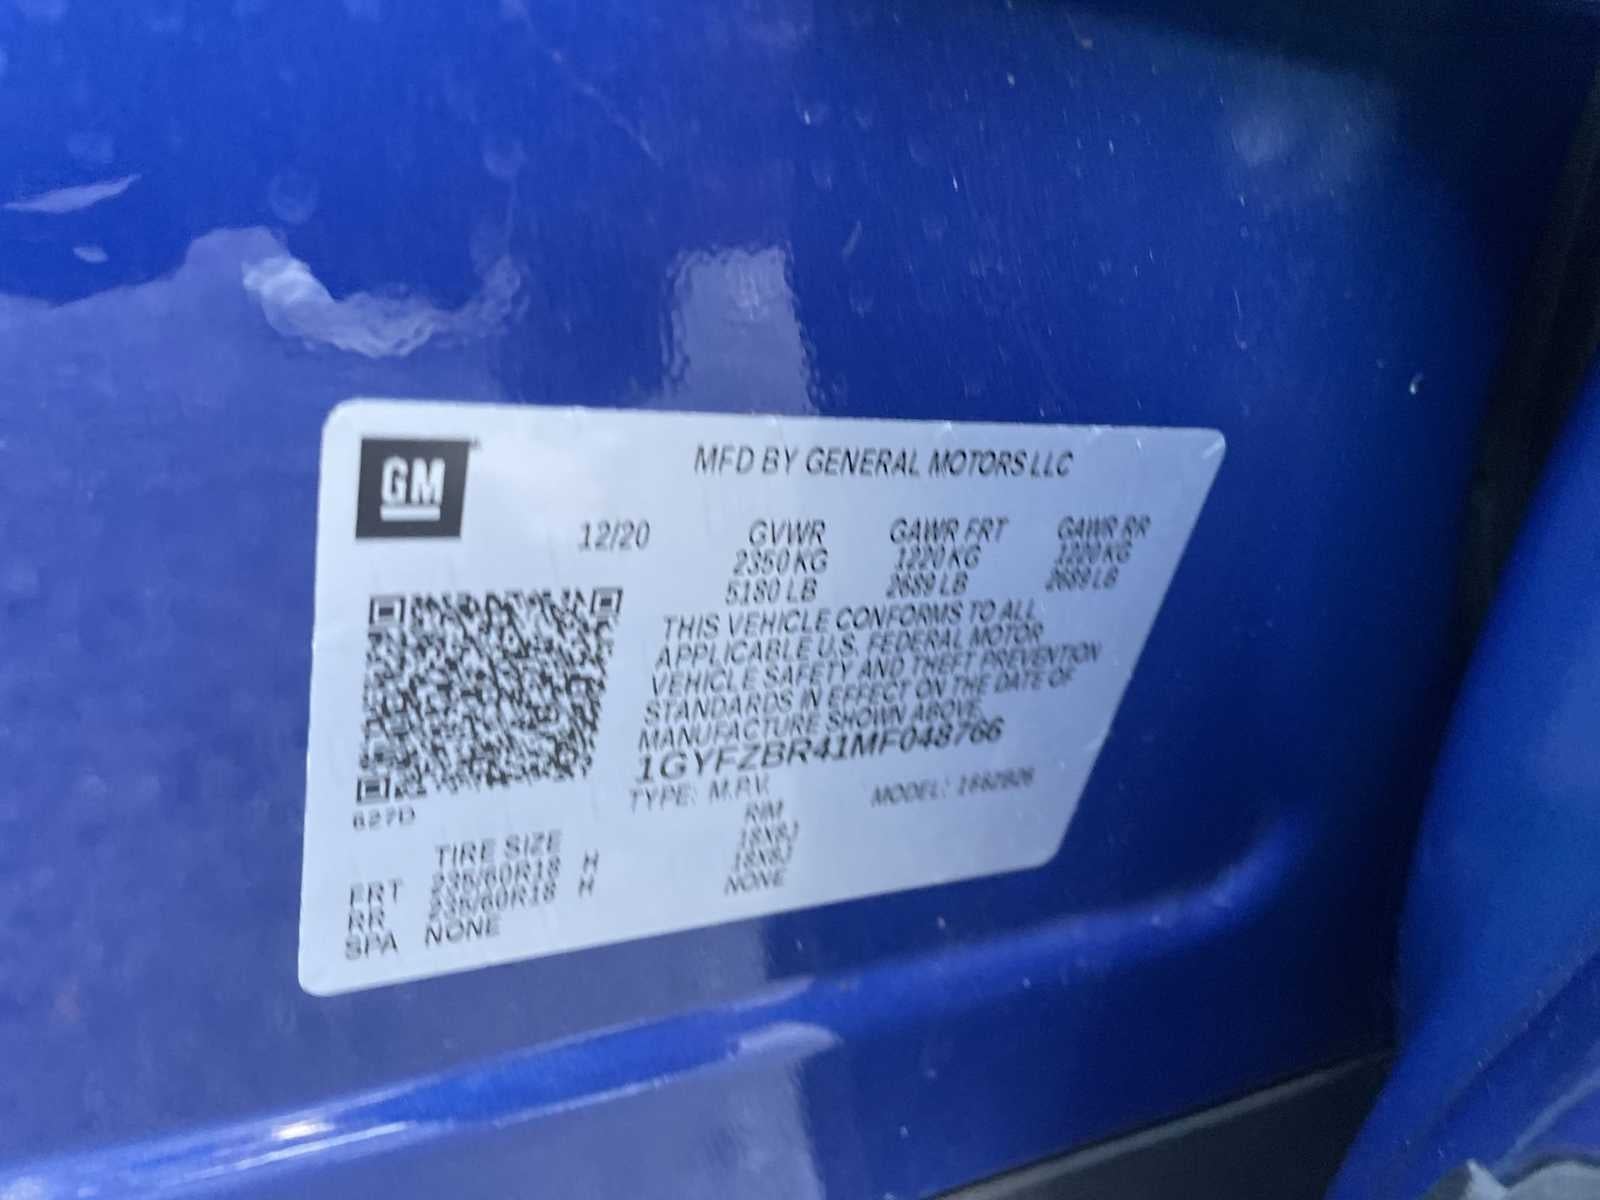 GM
MFD BY GENERAL MOTORS LLC
12/20 GVWR GAWR FRT GAWR RR
2350 KG 1220 KG 1220 KG
5180 LB 2689 LB 2689 LB
THIS VEHICLE CONFORMS TO ALL
APPLICABLE U.S. FEDERAL MOTOR
VEHICLE SAFETY AND THEFT PREVENTION
STANDARDS IN EFFECT ON THE DATE OF
MANUFACTURE SHOWN ABOVE.
1GYFZBR41MF048766
TYPE: M.P.V. MODEL:
627D
TIRE SIZE RIM
FRT 235/60R18 H 18X8J
RR 235/60R18 H 18X8J
SPA NONE NONE